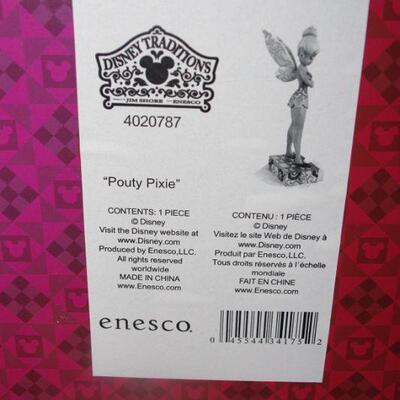 DISNEY TRADITIONS
JIM SHORE ENESCO
4020787
"Pouty Pixie"
CONTENTS: 1 PIECE
© Disney
Visit the Disney website at
www.Disney.com
Produced by Enesco,LLC.
All rights reserved
worldwide
MADE IN CHINA
www.Enesco.com
CONTENU : 1 PIÈCE
© Disney
Visitez le site Web de Disney à
www.Disney.com
Produit par Enesco,LLC.
Tous droits réservés à l'échelle
mondiale
FAIT EN CHINE
www.Enesco.com
enesco.
0 45544 34175 2